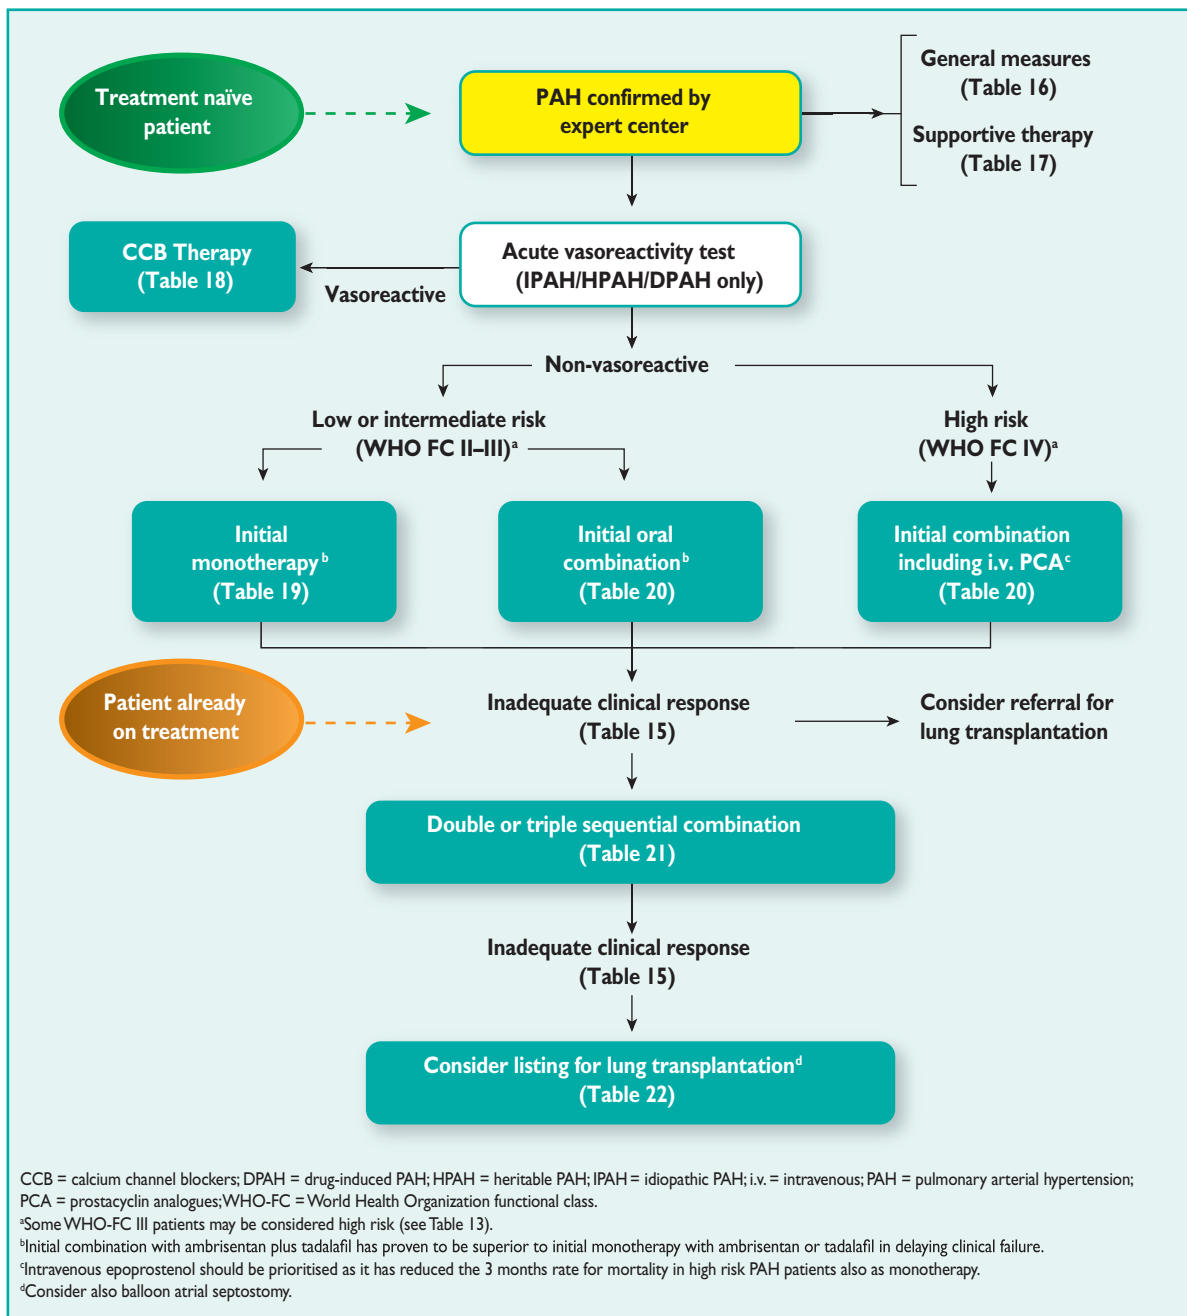 Treatment naïve
patient
PAH confirmed by
expert center
General measures
(Table 16)
Supportive therapy
(Table 17)
CCB Therapy
(Table 18)
Vasoreactive
Acute vasoreactivity test
(IPAH/HPAH/DPAH only)
Non-vasoreactive
Low or intermediate risk
(WHO FC II–III)ᵃ
High risk
(WHO FC IV)ᵃ
Initial
monotherapyᵇ
(Table 19)
Initial oral
combinationᵇ
(Table 20)
Initial combination
including i.v. PCAᶜ
(Table 20)
Patient already
on treatment
Inadequate clinical response
(Table 15)
Consider referral for
lung transplantation
Double or triple sequential combination
(Table 21)
Inadequate clinical response
(Table 15)
Consider listing for lung transplantationᵈ
(Table 22)
CCB = calcium channel blockers; DPAH = drug-induced PAH; HPAH = heritable PAH; IPAH = idiopathic PAH; i.v. = intravenous; PAH = pulmonary arterial hypertension;
PCA = prostacyclin analogues; WHO-FC = World Health Organization functional class.
ᵃSome WHO-FC III patients may be considered high risk (see Table 13).
ᵇInitial combination with ambrisentan plus tadalafil has proven to be superior to initial monotherapy with ambrisentan or tadalafil in delaying clinical failure.
ᶜIntravenous epoprostenol should be prioritised as it has reduced the 3 months rate for mortality in high risk PAH patients also as monotherapy.
ᵈConsider also balloon atrial septostomy.